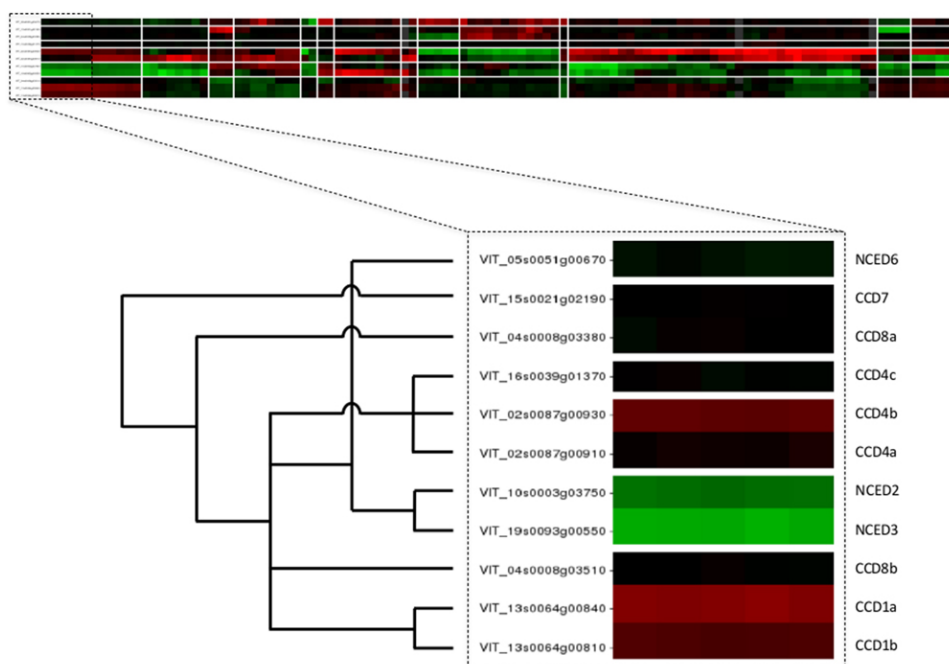 VIT_05s0051g00670 NCED6
VIT_15s0021g02190 CCD7
VIT_04s0008g03380 CCD8a
VIT_16s0039g01370 CCD4c
VIT_02s0087g00930 CCD4b
VIT_02s0087g00910 CCD4a
VIT_10s0003g03750 NCED2
VIT_19s0093g00550 NCED3
VIT_04s0008g03510 CCD8b
VIT_13s0064g00840 CCD1a
VIT_13s0064g00810 CCD1b